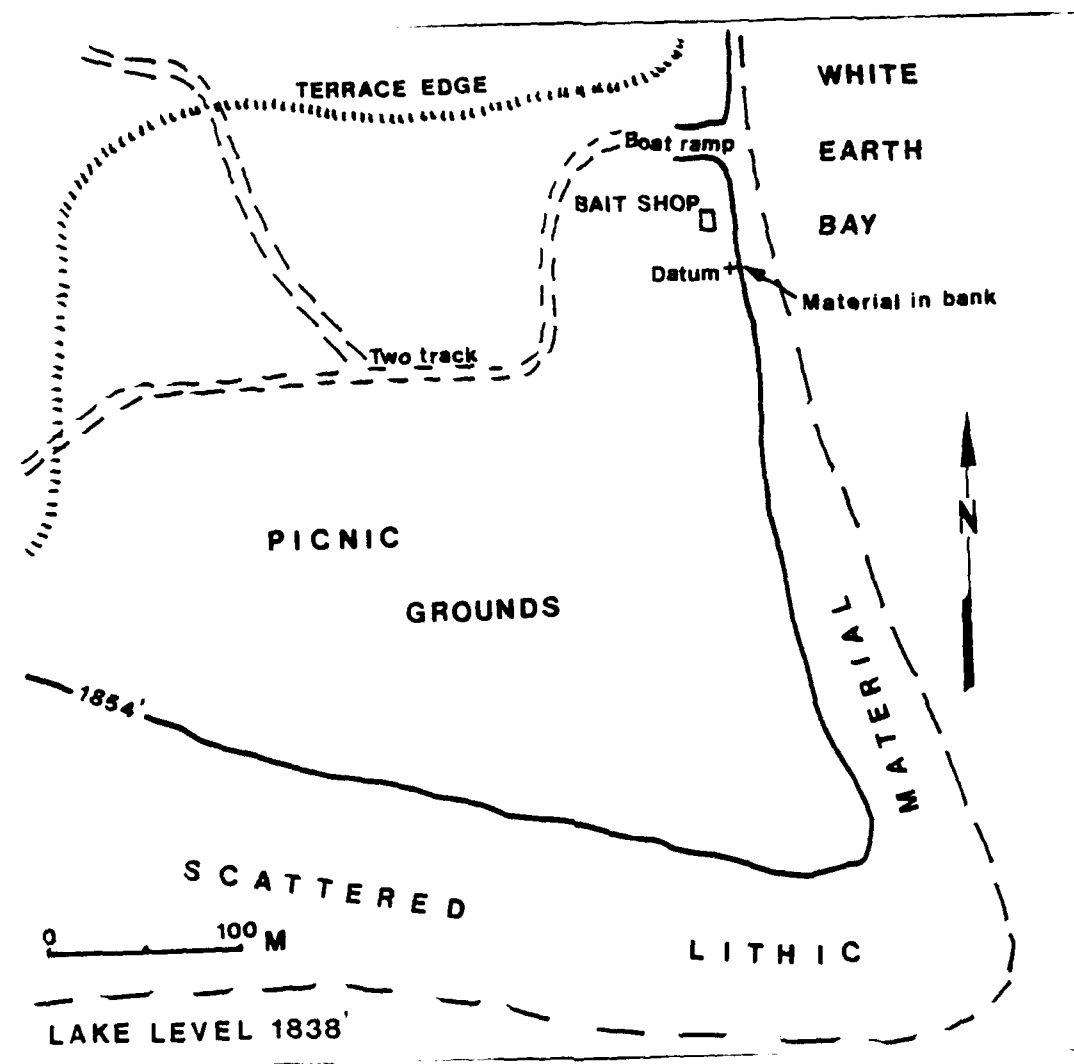 TERRACE EDGE
WHITE
EARTH
BAY
Boat ramp
BAIT SHOP
Datum
Material in bank
Two track
N
PICNIC
GROUNDS
1854'
SCATTERED
LITHIC
MATERIAL
0 100 M
LAKE LEVEL 1838'